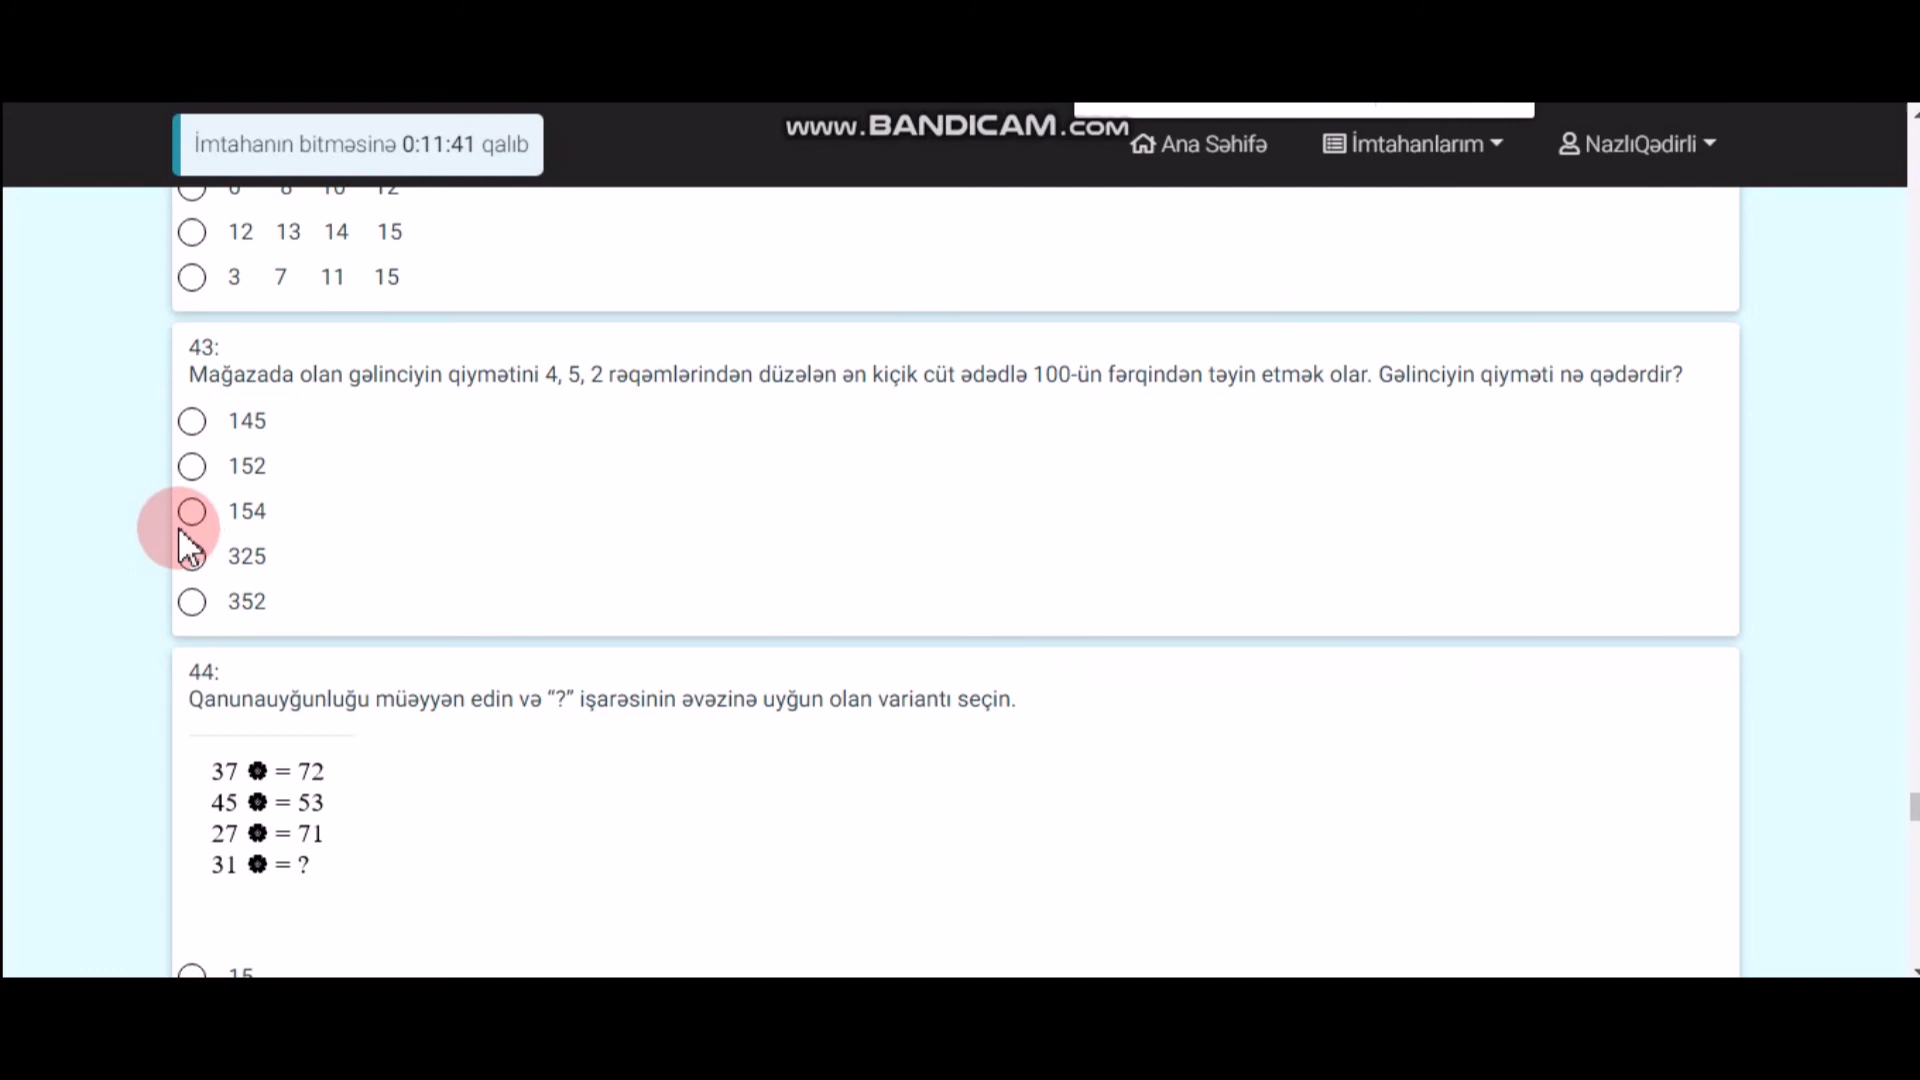 www.BANDICAM.COM
İmtahanın bitməsinə 0:11:41 qalıb
Ana Səhifə
İmtahanlarım
NazlıQədirli
12 13 14 15
3 7 11 15
43:
Mağazada olan gəlinciyin qiymətini 4, 5, 2 rəqəmlərindən düzələn ən kiçik cüt ədədlə 100-ün fərqindən təyin etmək olar. Gəlinciyin qiyməti nə qədərdir?
145
152
154
325
352
44:
Qanunauyğunluğu müəyyən edin və “?” işarəsinin əvəzinə uyğun olan variantı seçin.
37 = 72
45 = 53
27 = 71
31 = ?
15